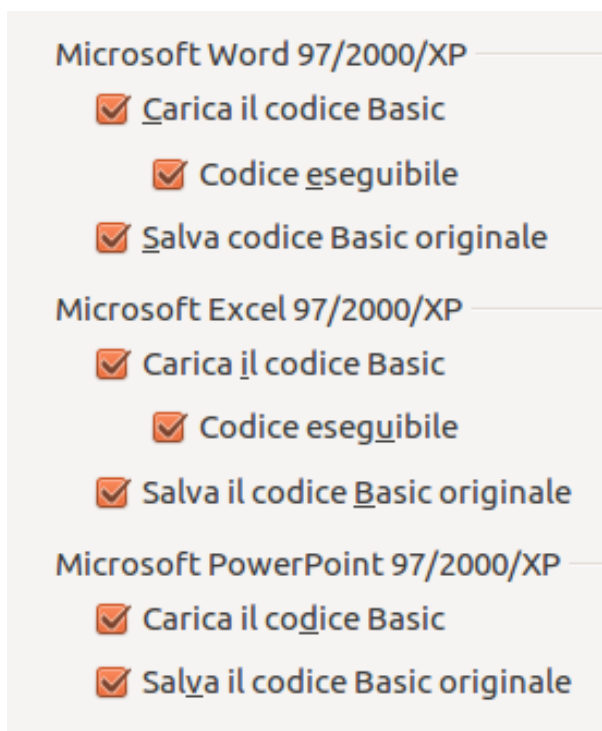 Microsoft Word 97/2000/XP
Carica il codice Basic
Codice eseguibile
Salva codice Basic originale
Microsoft Excel 97/2000/XP
Carica il codice Basic
Codice eseguibile
Salva il codice Basic originale
Microsoft PowerPoint 97/2000/XP
Carica il codice Basic
Salva il codice Basic originale